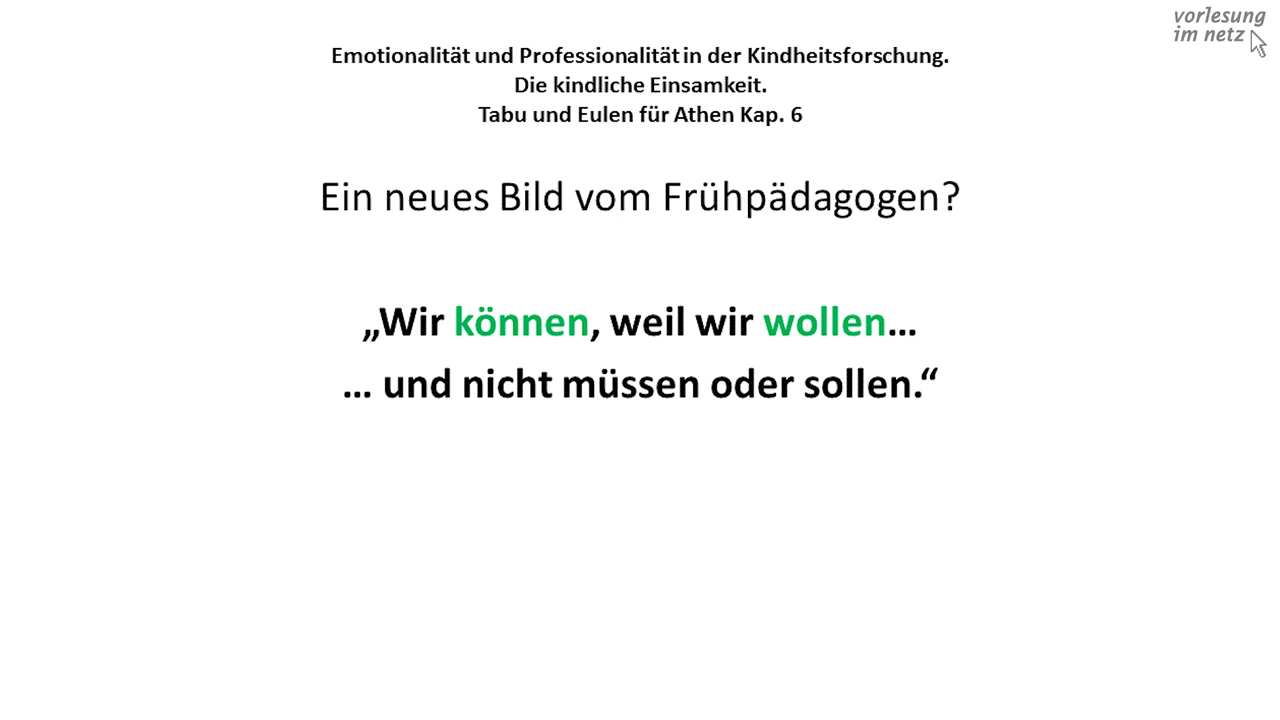 vorlesung
im netz
Emotionalität und Professionalität in der Kindheitsforschung.
Die kindliche Einsamkeit.
Tabu und Eulen für Athen Kap. 6
Ein neues Bild vom Frühpädagogen?
„Wir können, weil wir wollen…
… und nicht müssen oder sollen.“